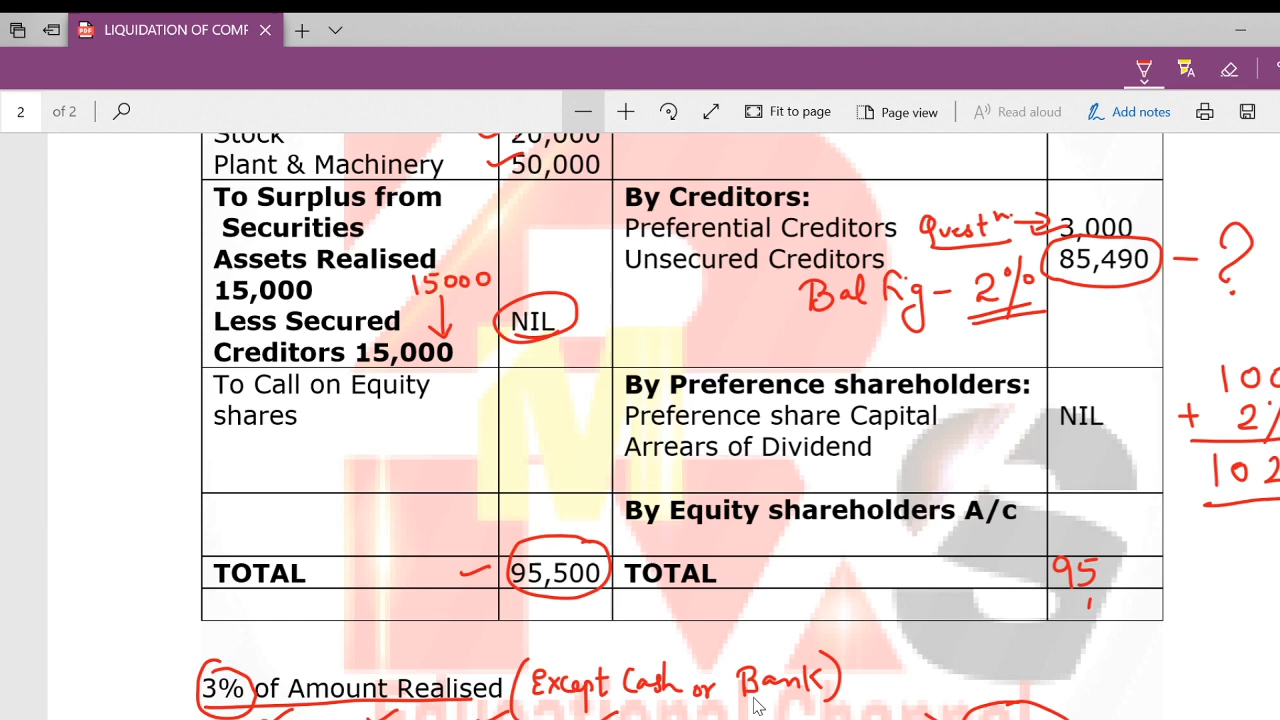 LIQUIDATION OF COMP
2 of 2
Fit to page
Page view
Read aloud
Add notes
Stock 20,000
Plant & Machinery 50,000
To Surplus from
Securities
Assets Realised
15,000
15000
Less Secured
Creditors 15,000
NIL
By Creditors:
Preferential Creditors Questn → 3,000
Unsecured Creditors 85,490 - ?
Bal fig - 2%
To Call on Equity
shares
By Preference shareholders:
Preference share Capital NIL
Arrears of Dividend
100
+ 2%
102
By Equity shareholders A/c
TOTAL 95,500 TOTAL 95,
3% of Amount Realised (Except Cash or Bank)